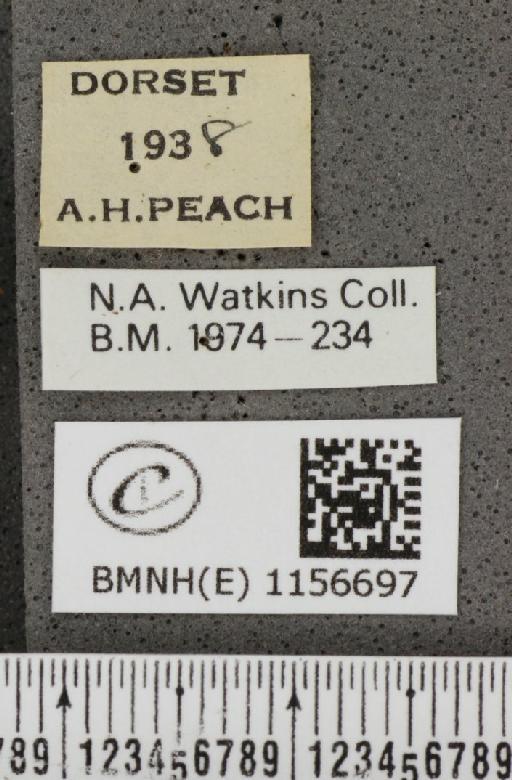 DORSET
1938
A.H.PEACH
N.A. Watkins Coll.
B.M. 1974—234
C
BMNH(E) 1156697
789 123456789 123456789